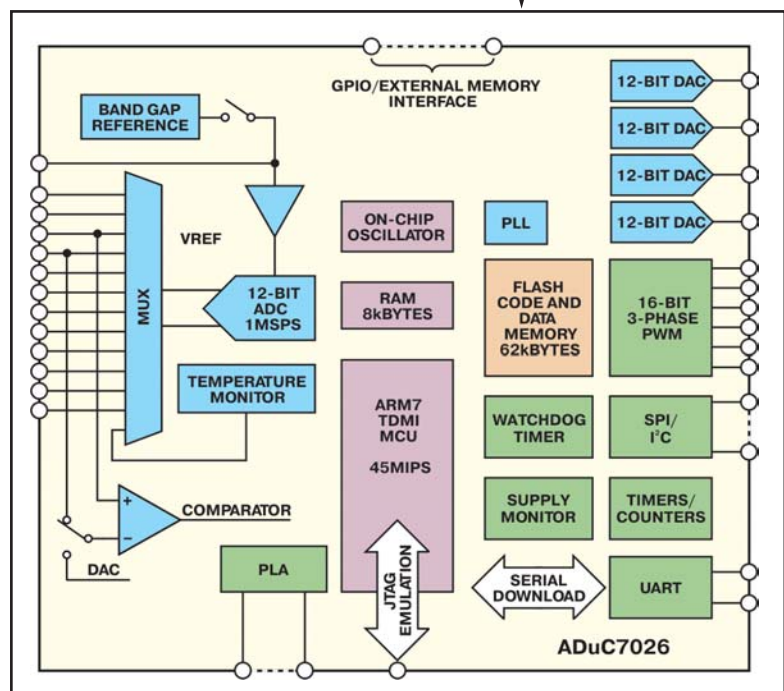 GPIO/EXTERNAL MEMORY
INTERFACE
BAND GAP
REFERENCE
12-BIT DAC
12-BIT DAC
12-BIT DAC
12-BIT DAC
VREF
MUX
12-BIT
ADC
1MSPS
TEMPERATURE
MONITOR
ON-CHIP
OSCILLATOR
PLL
RAM
8kBYTES
FLASH
CODE AND
DATA
MEMORY
62kBYTES
16-BIT
3-PHASE
PWM
ARM7
TDMI
MCU
45MIPS
WATCHDOG
TIMER
SPI/
I²C
SUPPLY
MONITOR
TIMERS/
COUNTERS
+
−
COMPARATOR
DAC
PLA
JTAG
EMULATION
SERIAL
DOWNLOAD
UART
ADuC7026